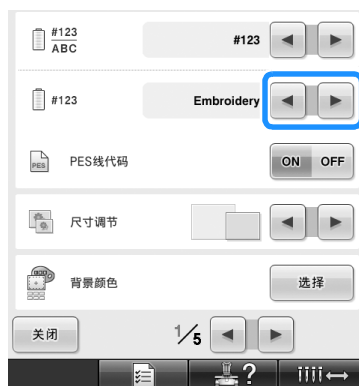 #123
ABC
#123
#123
Embroidery
PES
PES线代码
ON OFF
尺寸调节
背景颜色
选择
关闭
1/5
?